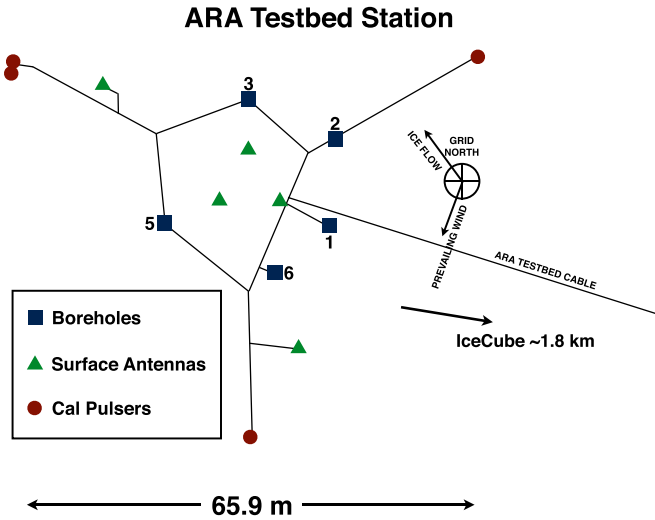 ARA Testbed Station
3
2
ICE FLOW
GRID
NORTH
5
1
PREVAILING WIND
ARA TESTBED CABLE
6
Boreholes
Surface Antennas
Cal Pulsers
IceCube ~1.8 km
65.9 m